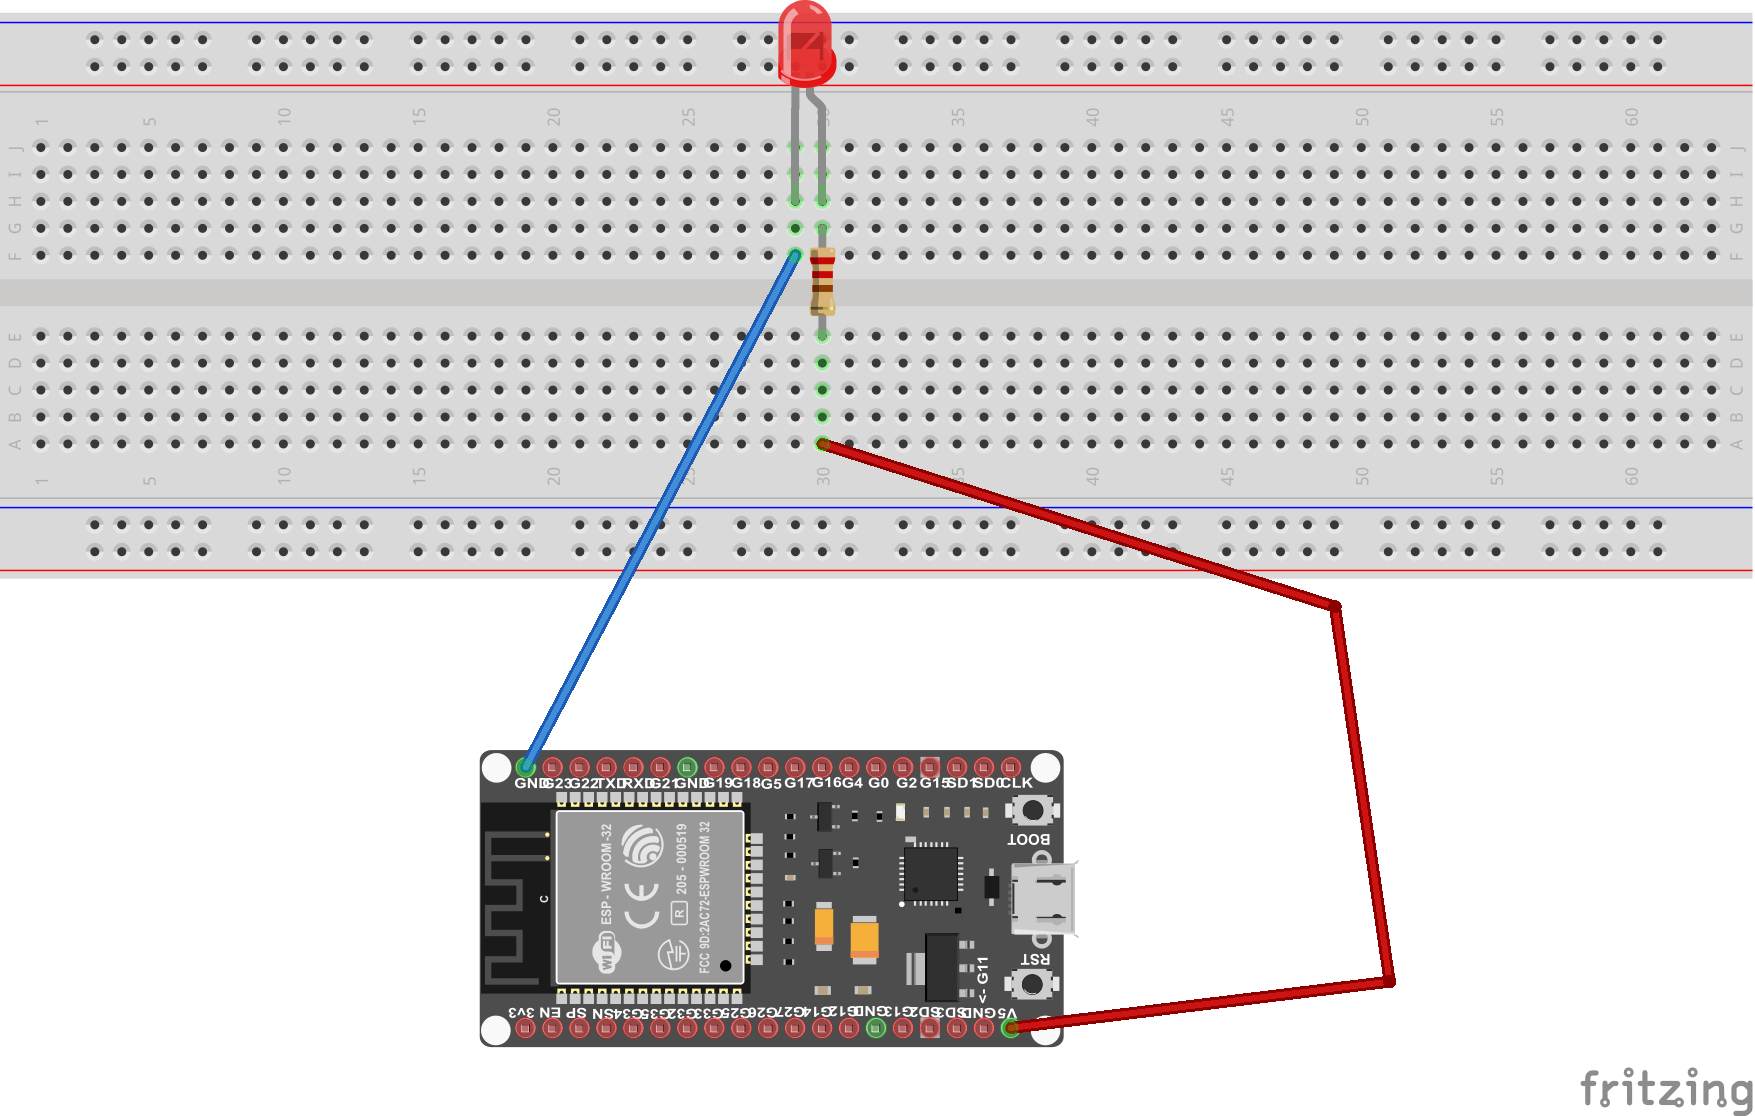 1 5 10 15 20 25 30 35 40 45 50 55 60
J J
I I
H H
G G
F F
E E
D D
C C
B B
A A
1 5 10 15 20 25 30 35 40 45 50 55 60
GND G23 G22 TXD RXD G21 GND G19 G18 G5 G17 G16 G4 G0 G2 G15 SD1 SD0 CLK
BOOT
C
WiFi ESP - WROOM -32
CE
R 205 - 000519
FCC 9D:2AC72-ESPWROOM 32
<- G11
RST
3V3 EN SP SN G34 G35 G32 G33 G25 G26 G27 G14 G12 GND G13 SD2 SD3 GND V5
fritzing